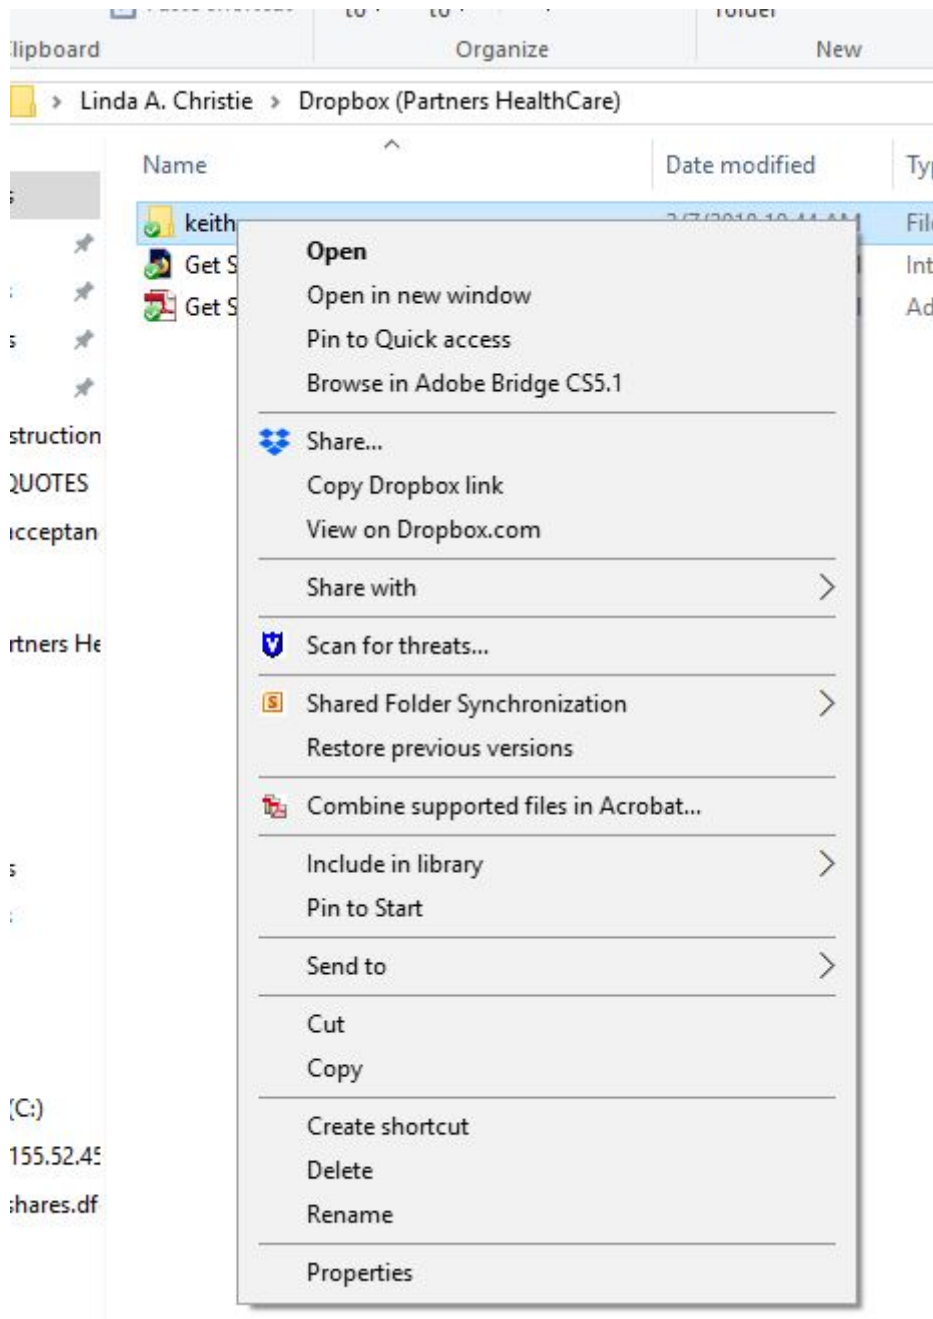 Organize
New
Linda A. Christie > Dropbox (Partners HealthCare)
Name
Date modified
keith
Get S
Get S
Open
Open in new window
Pin to Quick access
Browse in Adobe Bridge CS5.1
Share...
Copy Dropbox link
View on Dropbox.com
Share with
Scan for threats...
Shared Folder Synchronization
Restore previous versions
Combine supported files in Acrobat...
Include in library
Pin to Start
Send to
Cut
Copy
Create shortcut
Delete
Rename
Properties
lipboard
struction
QUOTES
acceptan
rtners He
(C:)
155.52.45
shares.df